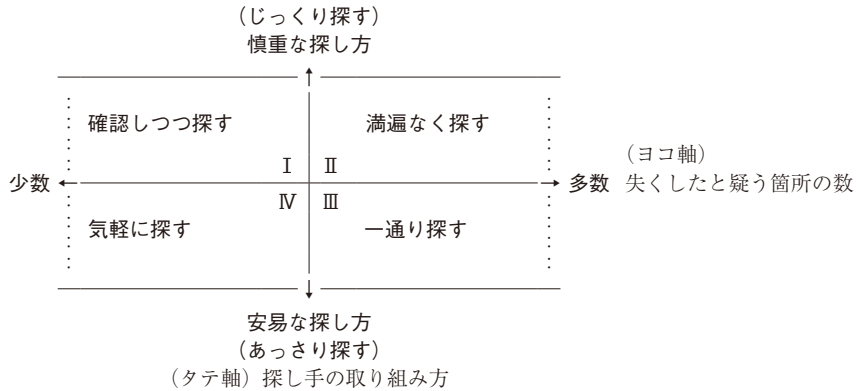 （じっくり探す）
慎重な探し方
確認しつつ探す 満遍なく探す
Ⅰ Ⅱ
（ヨコ軸）
少数 多数 失くしたと疑う箇所の数
Ⅳ Ⅲ
気軽に探す 一通り探す
安易な探し方
（あっさり探す）
（タテ軸）探し手の取り組み方